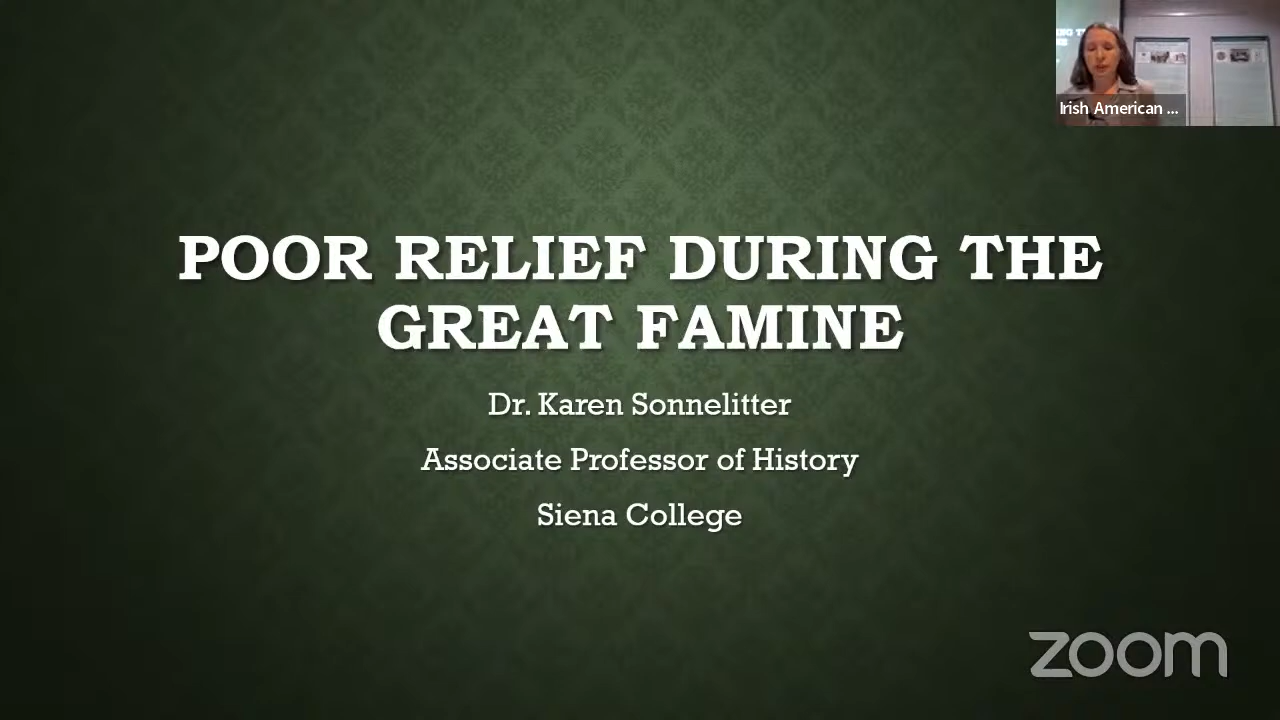 Irish American ...
POOR RELIEF DURING THE
GREAT FAMINE
Dr. Karen Sonnelitter
Associate Professor of History
Siena College
zoom